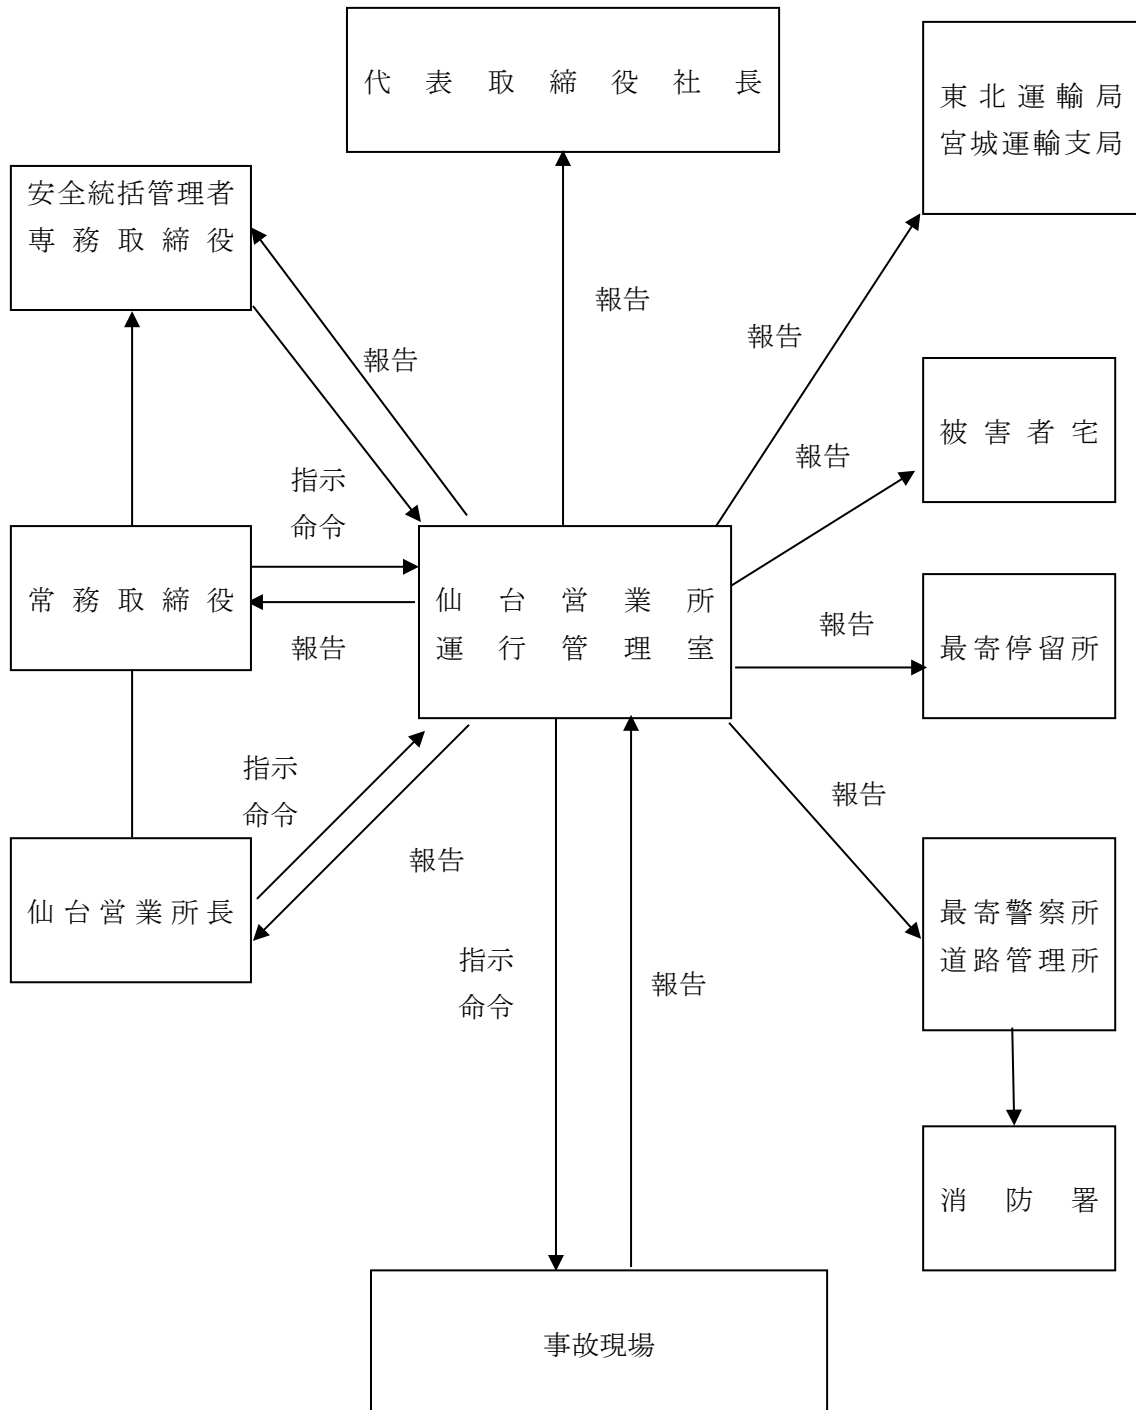 代表取締役社長
東北運輸局
宮城運輸支局
安全統括管理者
専務取締役
報告
報告
報告
被害者宅
報告
指示
命令
常務取締役
仙台営業所
運行管理室
報告
報告
最寄停留所
指示
命令
報告
報告
仙台営業所長
最寄警察所
道路管理所
指示
命令
報告
消防署
事故現場